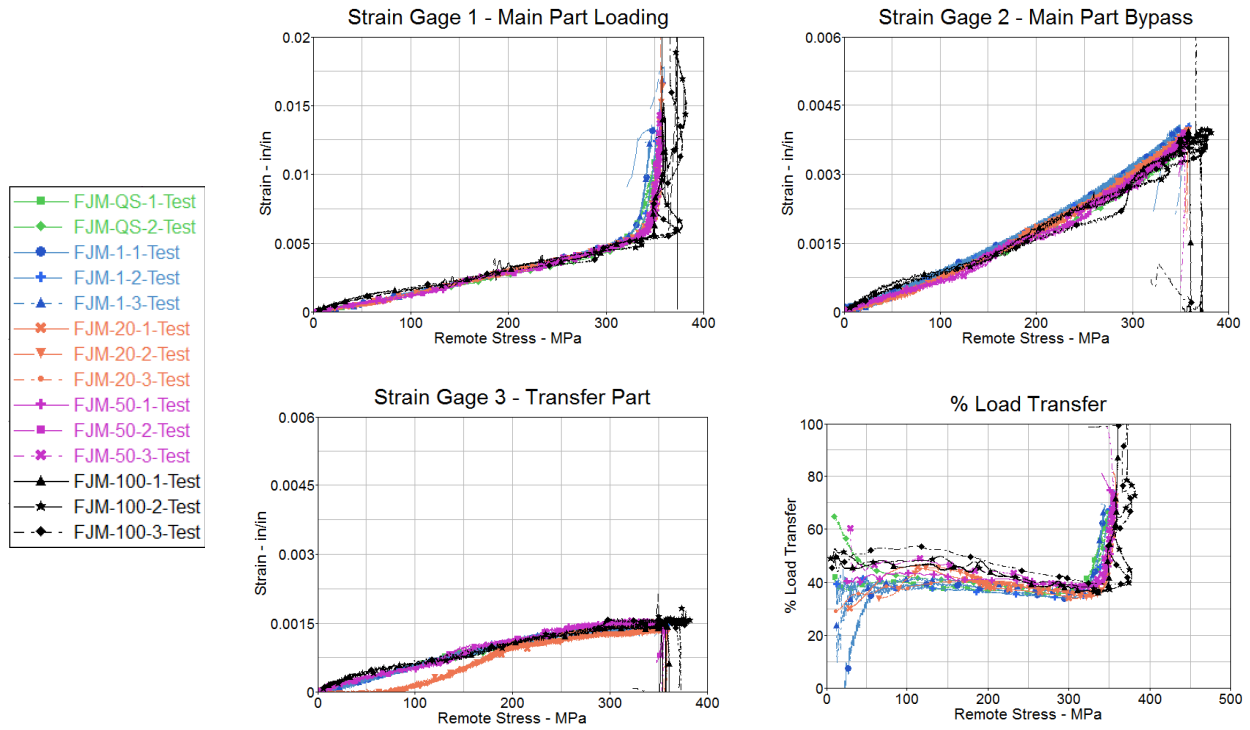 Strain Gage 1 - Main Part Loading
0.02
0.015
0.01
0.005
0
Strain - in/in
0 100 200 300 400
Remote Stress - MPa
Strain Gage 2 - Main Part Bypass
0.006
0.0045
0.003
0.0015
0
Strain - in/in
0 100 200 300 400
Remote Stress - MPa
FJM-QS-1-Test
FJM-QS-2-Test
FJM-1-1-Test
FJM-1-2-Test
FJM-1-3-Test
FJM-20-1-Test
FJM-20-2-Test
FJM-20-3-Test
FJM-50-1-Test
FJM-50-2-Test
FJM-50-3-Test
FJM-100-1-Test
FJM-100-2-Test
FJM-100-3-Test
Strain Gage 3 - Transfer Part
0.006
0.0045
0.003
0.0015
0
Strain - in/in
0 100 200 300 400
Remote Stress - MPa
% Load Transfer
100
80
60
40
20
0
% Load Transfer
0 100 200 300 400 500
Remote Stress - MPa